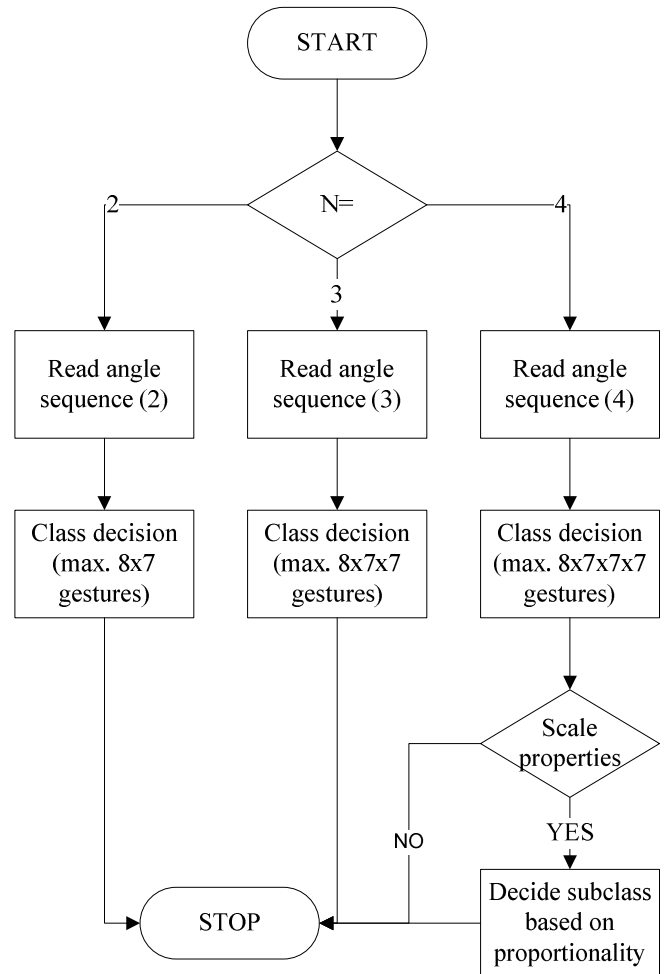 START
N=
2
4
3
Read angle
sequence (2)
Read angle
sequence (3)
Read angle
sequence (4)
Class decision
(max. 8x7
gestures)
Class decision
(max. 8x7x7
gestures)
Class decision
(max. 8x7x7x7
gestures)
Scale
properties
YES
NO
Decide subclass
based on
proportionality
STOP